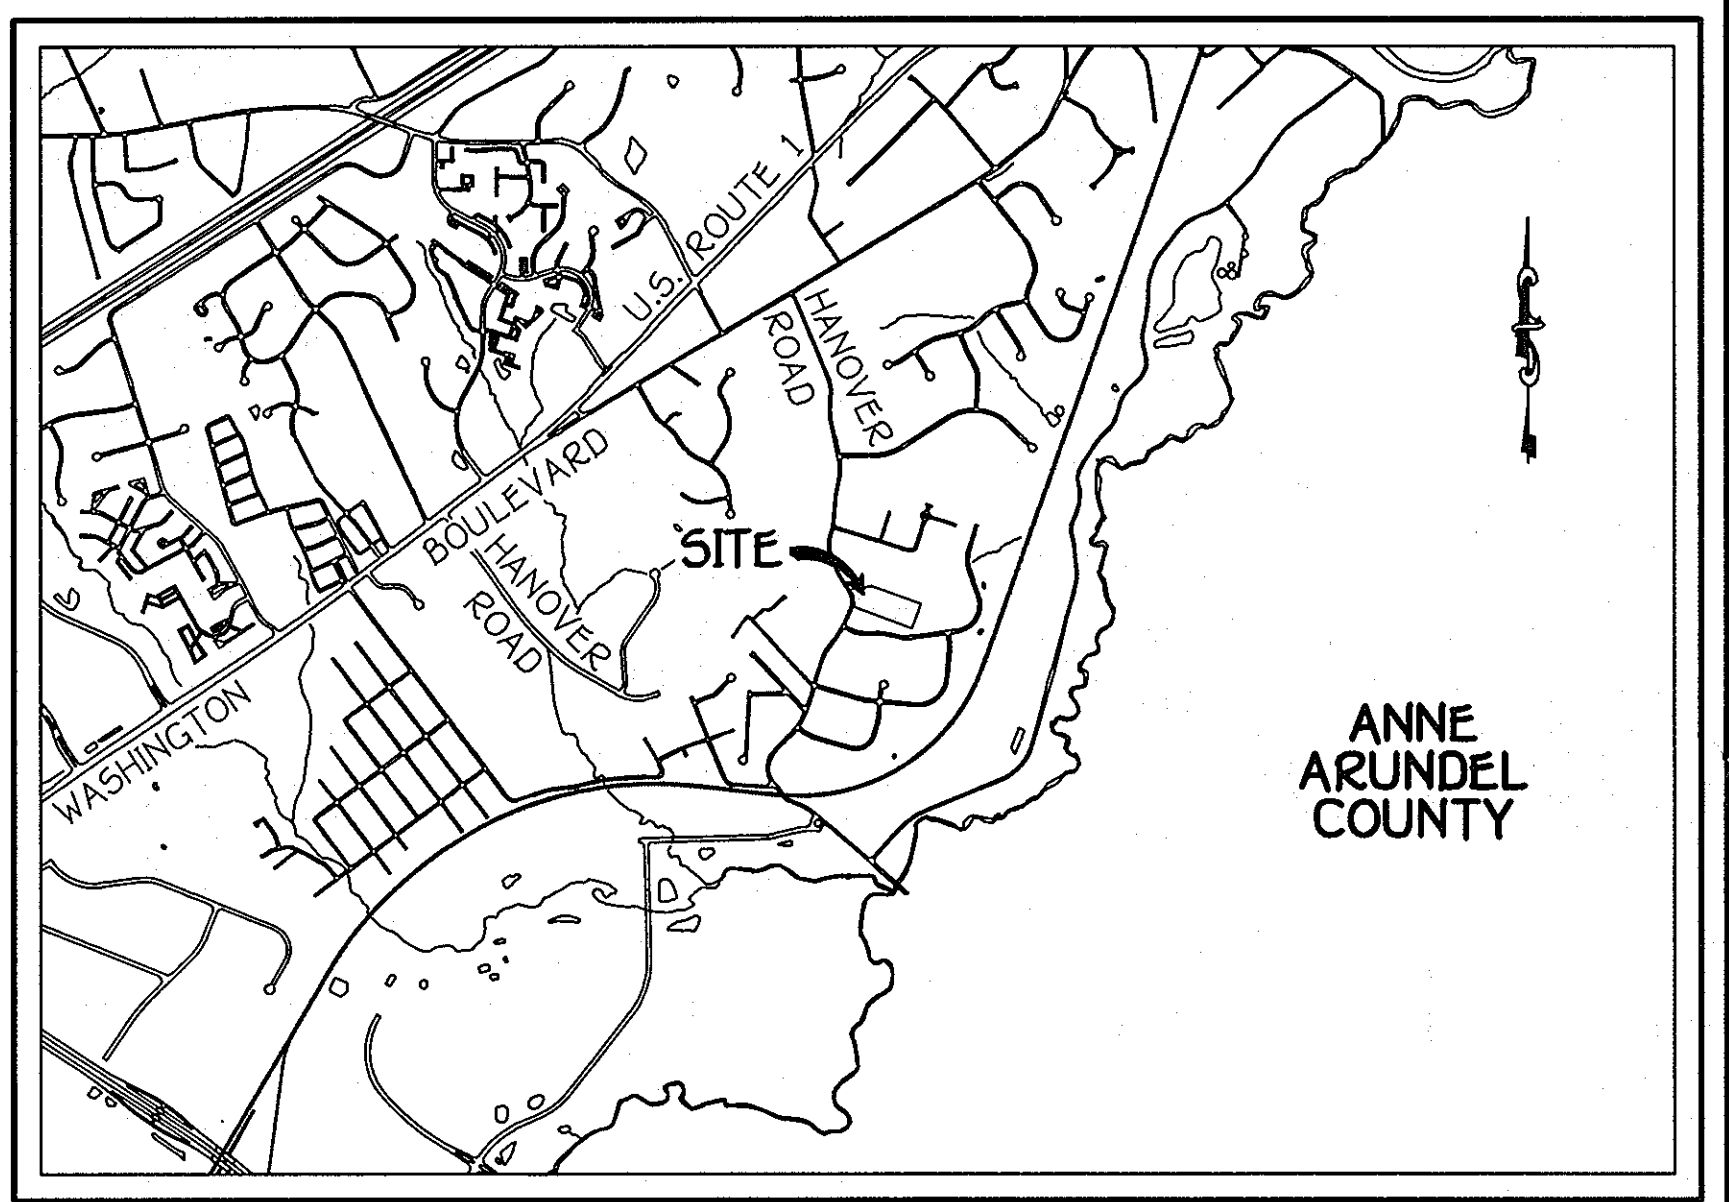 U.S. ROUTE 1
HANOVER
ROAD
WASHINGTON BOULEVARD
HANOVER
ROAD
SITE
ANNE
ARUNDEL
COUNTY